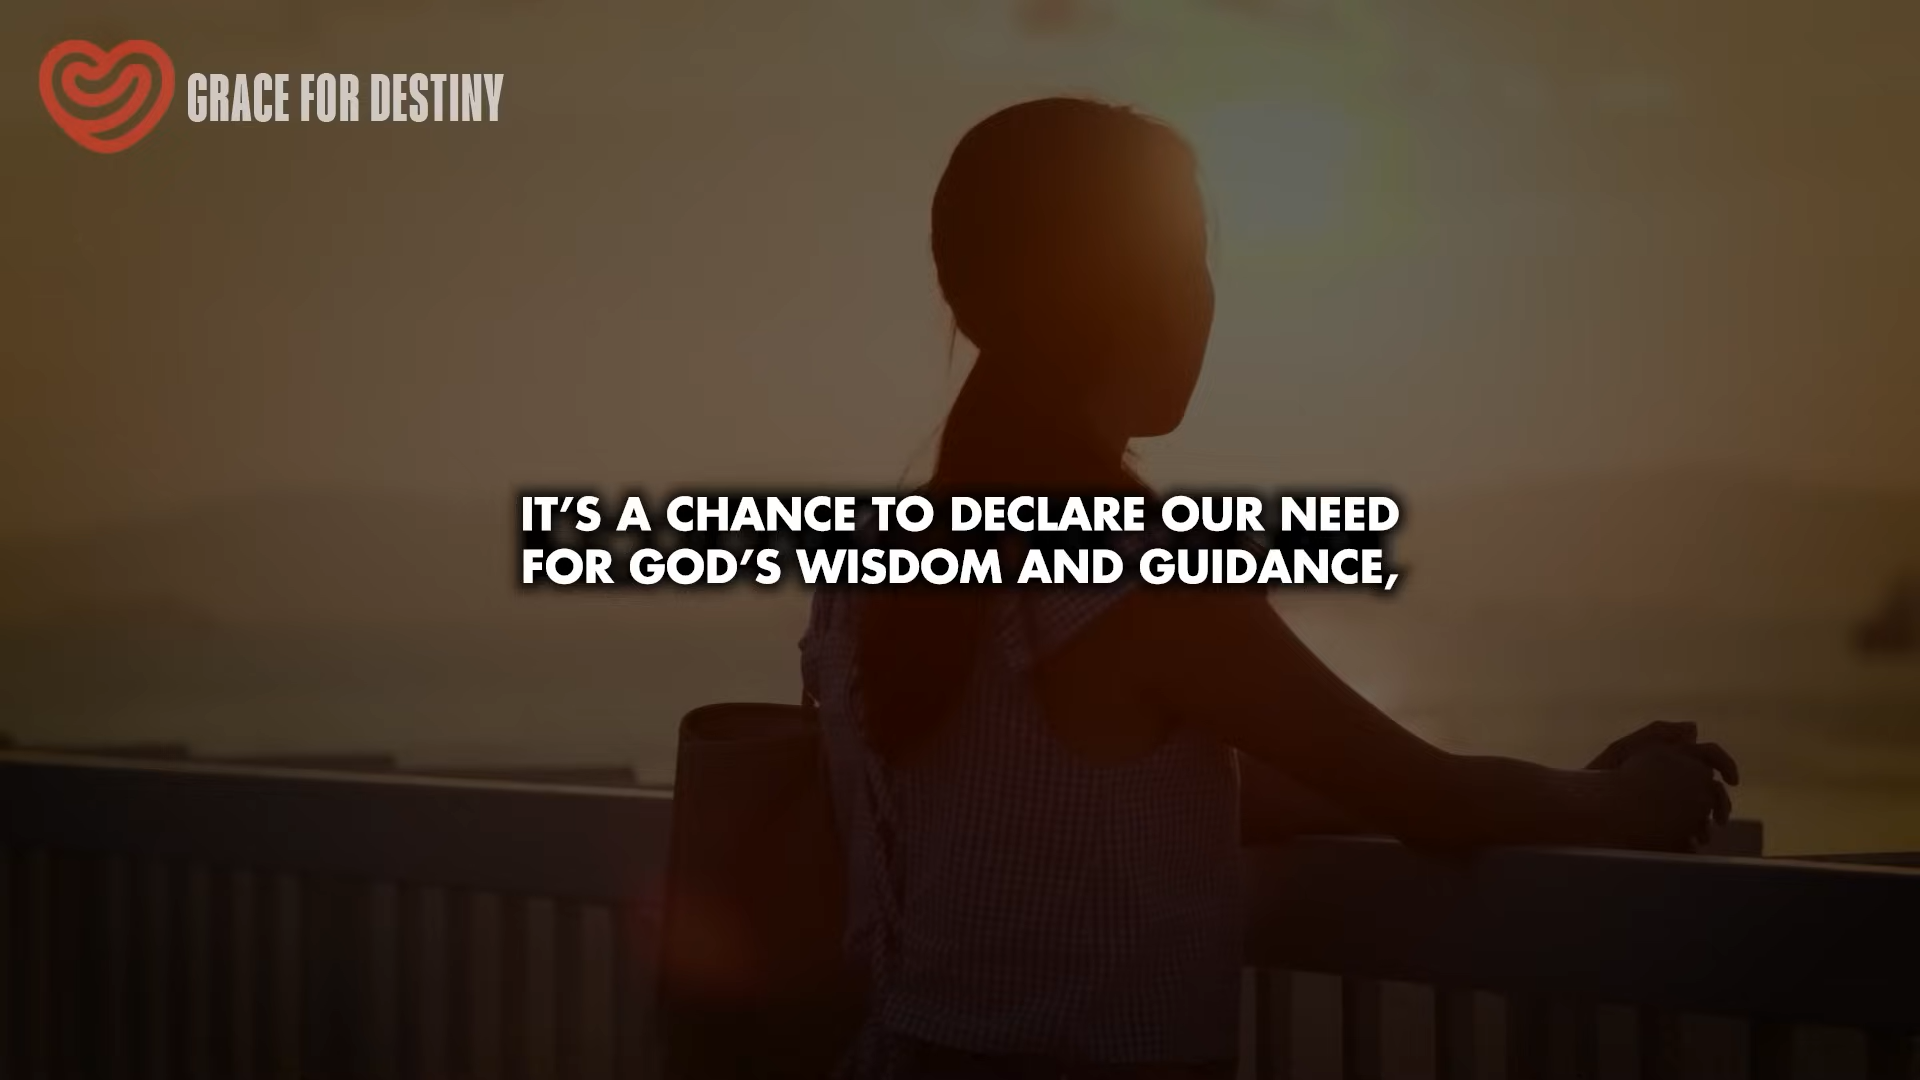 GRACE FOR DESTINY
IT’S A CHANCE TO DECLARE OUR NEED
FOR GOD’S WISDOM AND GUIDANCE,